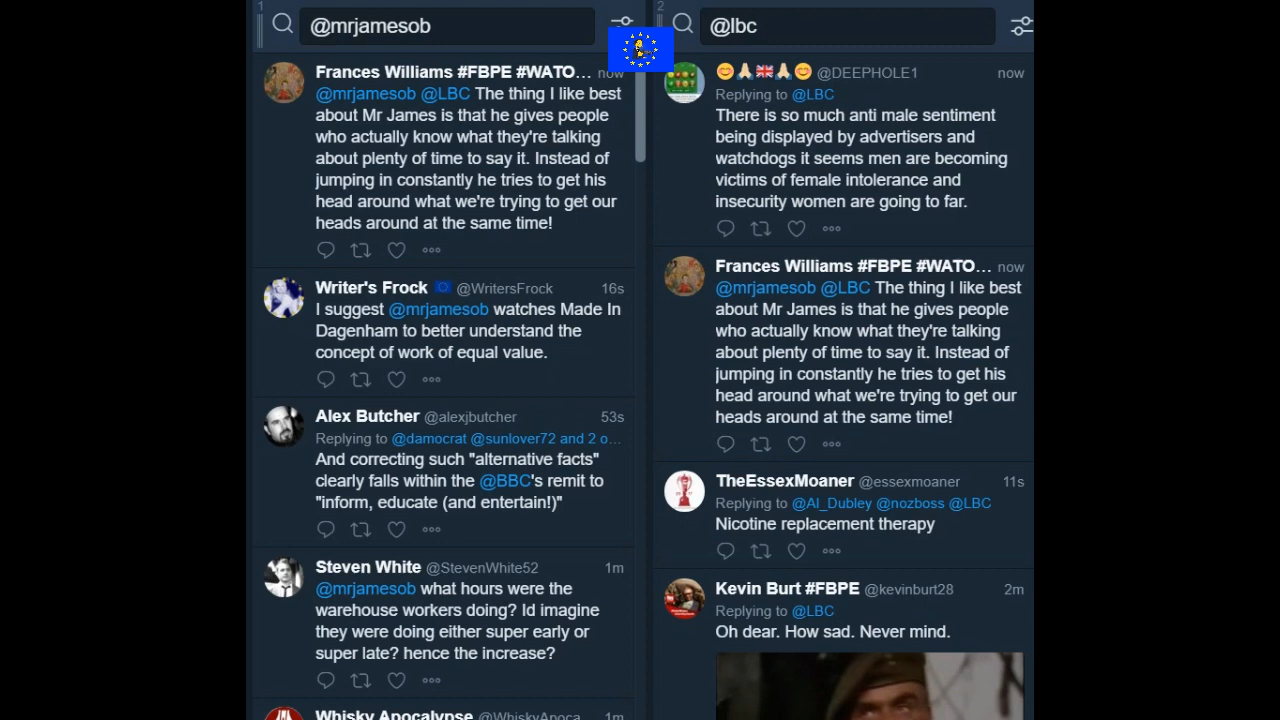 1
@mrjamesob
Frances Williams #FBPE #WATO… now
@mrjamesob @LBC The thing I like best
about Mr James is that he gives people
who actually know what they're talking
about plenty of time to say it. Instead of
jumping in constantly he tries to get his
head around what we're trying to get our
heads around at the same time!
Writer's Frock @WritersFrock 16s
I suggest @mrjamesob watches Made In
Dagenham to better understand the
concept of work of equal value.
Alex Butcher @alexjbutcher 53s
Replying to @damocrat @sunlover72 and 2 o…
And correcting such "alternative facts"
clearly falls within the @BBC's remit to
"inform, educate (and entertain!)"
Steven White @StevenWhite52 1m
@mrjamesob what hours were the
warehouse workers doing? Id imagine
they were doing either super early or
super late? hence the increase?
Whisky Apocalypse @WhiskyApoca 1m
2
@lbc
😊🙏🏻🇬🇧🙏🏻😊 @DEEPHOLE1 now
Replying to @LBC
There is so much anti male sentiment
being displayed by advertisers and
watchdogs it seems men are becoming
victims of female intolerance and
insecurity women are going to far.
Frances Williams #FBPE #WATO… now
@mrjamesob @LBC The thing I like best
about Mr James is that he gives people
who actually know what they're talking
about plenty of time to say it. Instead of
jumping in constantly he tries to get his
head around what we're trying to get our
heads around at the same time!
TheEssexMoaner @essexmoaner 11s
Replying to @Al_Dubley @nozboss @LBC
Nicotine replacement therapy
Kevin Burt #FBPE @kevinburt28 2m
Replying to @LBC
Oh dear. How sad. Never mind.